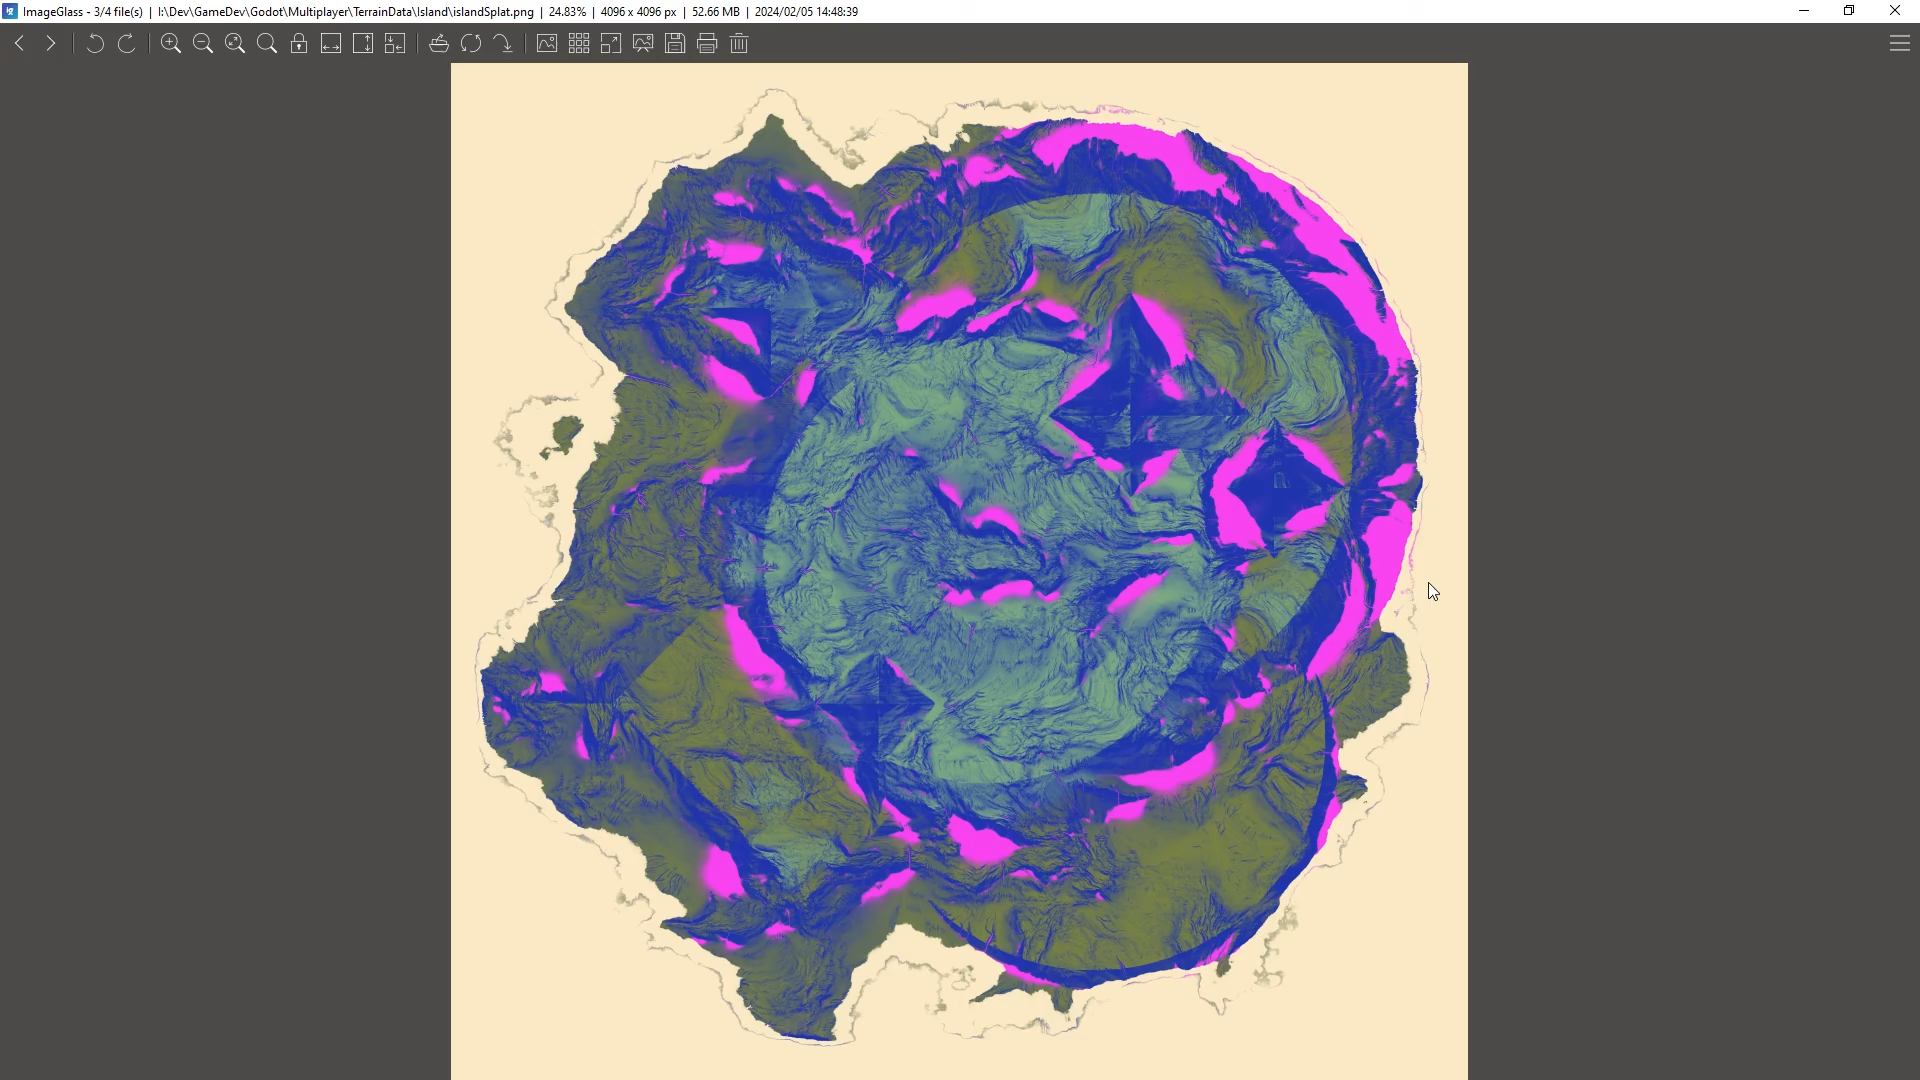 ImageGlass - 3/4 file(s) | I:\Dev\GameDev\Godot\Multiplayer\TerrainData\Island\islandSplat.png | 24.83% | 4096 x 4096 px | 52.66 MB | 2024/02/05 14:48:39